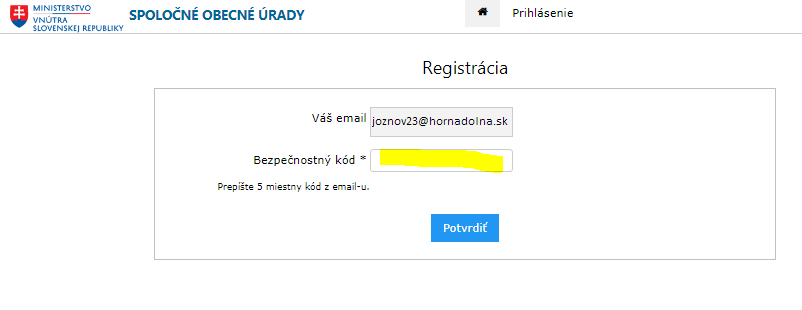 MINISTERSTVO
VNÚTRA
SLOVENSKEJ REPUBLIKY
SPOLOČNÉ OBECNÉ ÚRADY
Prihlásenie
Registrácia
Váš email joznov23@hornadolna.sk
Bezpečnostný kód *
Prepíšte 5 miestny kód z email-u.
Potvrdiť